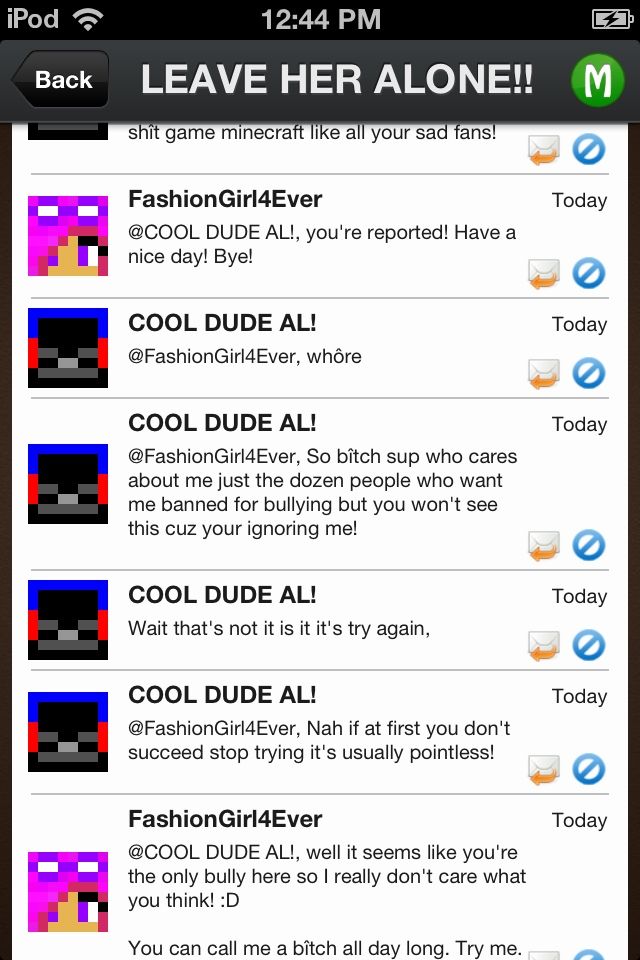 iPod 12:44 PM
Back LEAVE HER ALONE!! M
shît game minecraft like all your sad fans!
FashionGirl4Ever Today
@COOL DUDE AL!, you're reported! Have a
nice day! Bye!
COOL DUDE AL! Today
@FashionGirl4Ever, whôre
COOL DUDE AL! Today
@FashionGirl4Ever, So bîtch sup who cares
about me just the dozen people who want
me banned for bullying but you won't see
this cuz your ignoring me!
COOL DUDE AL! Today
Wait that's not it is it it's try again,
COOL DUDE AL! Today
@FashionGirl4Ever, Nah if at first you don't
succeed stop trying it's usually pointless!
FashionGirl4Ever Today
@COOL DUDE AL!, well it seems like you're
the only bully here so I really don't care what
you think! :D
You can call me a bîtch all day long. Try me.